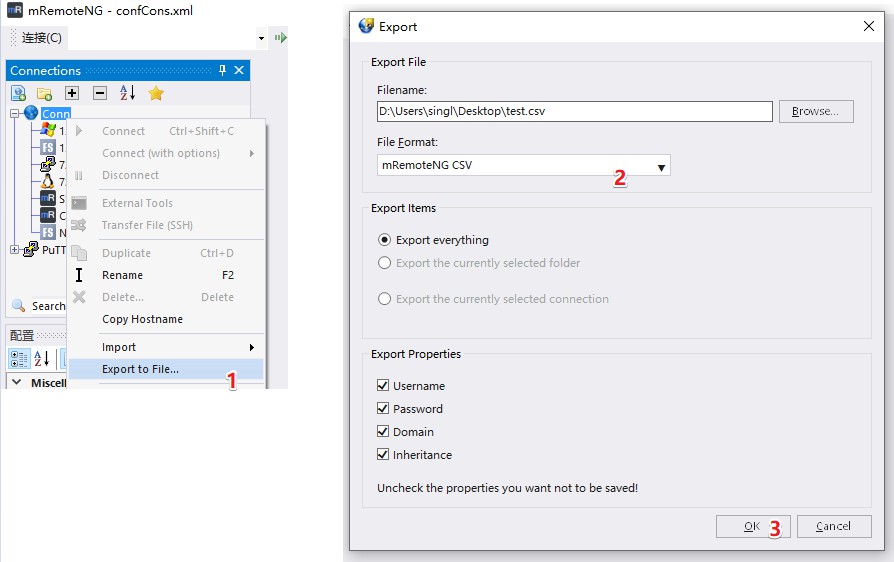 mRemoteNG - confCons.xml
连接(C)
Connections
Conn
1.
1.
7.
7.
S
C
N
PuTT
Search
配置
Miscell
Connect Ctrl+Shift+C
Connect (with options)
Disconnect
External Tools
Transfer File (SSH)
Duplicate Ctrl+D
Rename F2
Delete... Delete
Copy Hostname
Import
Export to File...
1
Export
Export File
Filename:
D:\Users\singl\Desktop\test.csv
Browse...
File Format:
mRemoteNG CSV
2
Export Items
Export everything
Export the currently selected folder
Export the currently selected connection
Export Properties
Username
Password
Domain
Inheritance
Uncheck the properties you want not to be saved!
OK
3
Cancel